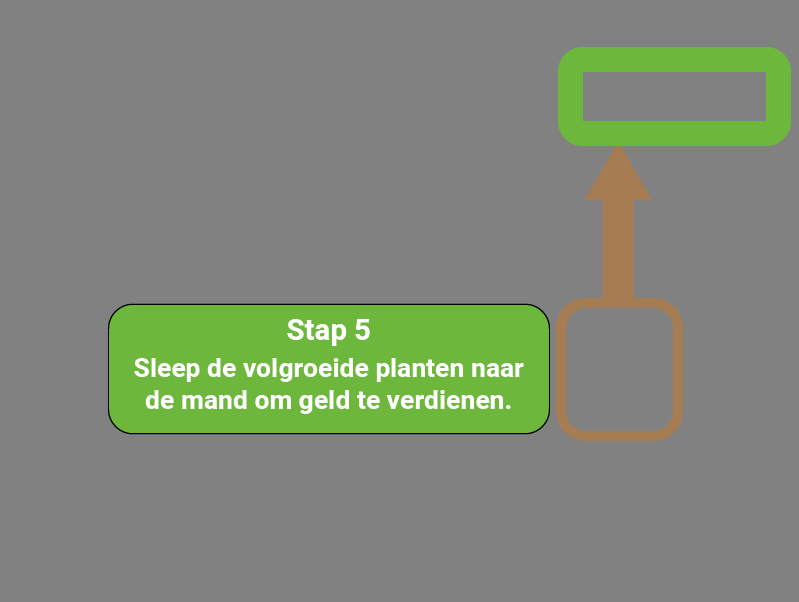 Stap 5
Sleep de volgroeide planten naar
de mand om geld te verdienen.